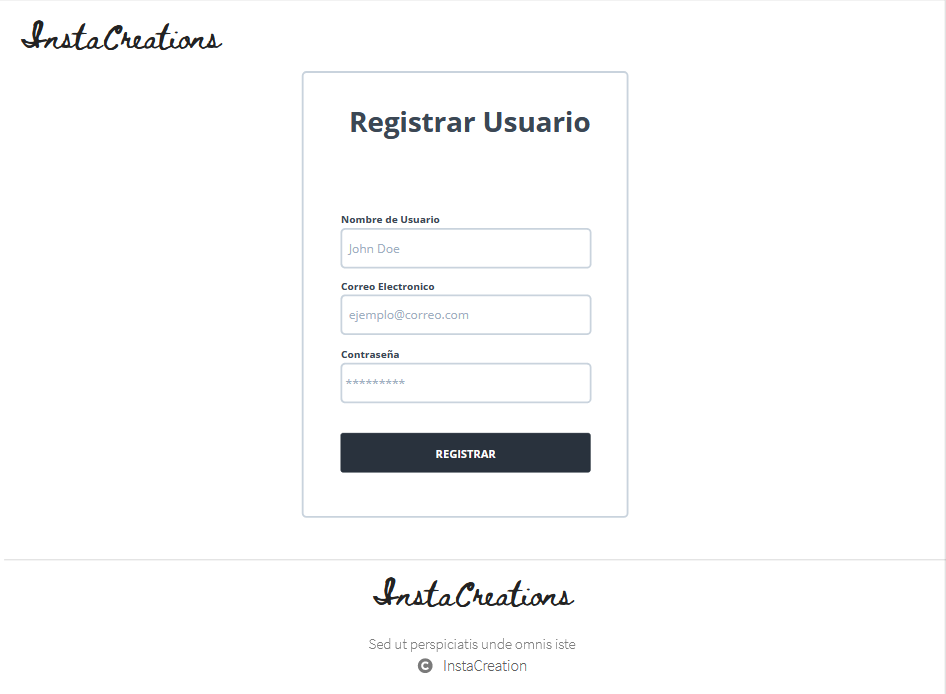 InstaCreations
Registrar Usuario
Nombre de Usuario
John Doe
Correo Electronico
ejemplo@correo.com
Contraseña
*********
REGISTRAR
InstaCreations
Sed ut perspiciatis unde omnis iste
© InstaCreation